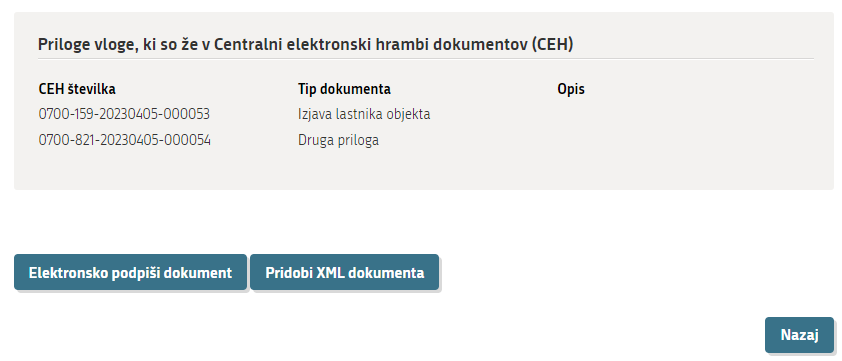 Priloge vloge, ki so že v Centralni elektronski hrambi dokumentov (CEH)
CEH številka Tip dokumenta Opis
0700-159-20230405-000053 Izjava lastnika objekta
0700-821-20230405-000054 Druga priloga
Elektronsko podpiši dokument Pridobi XML dokumenta
Nazaj